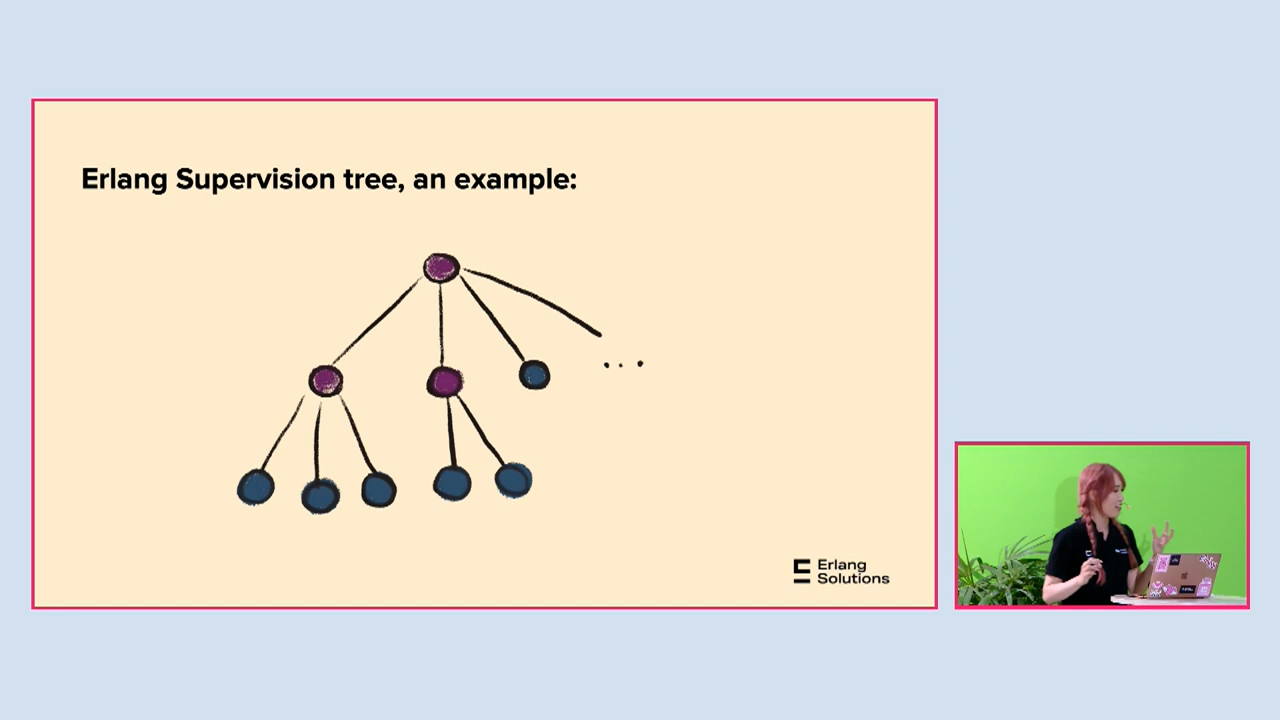 Erlang Supervision tree, an example:
...
Erlang
Solutions